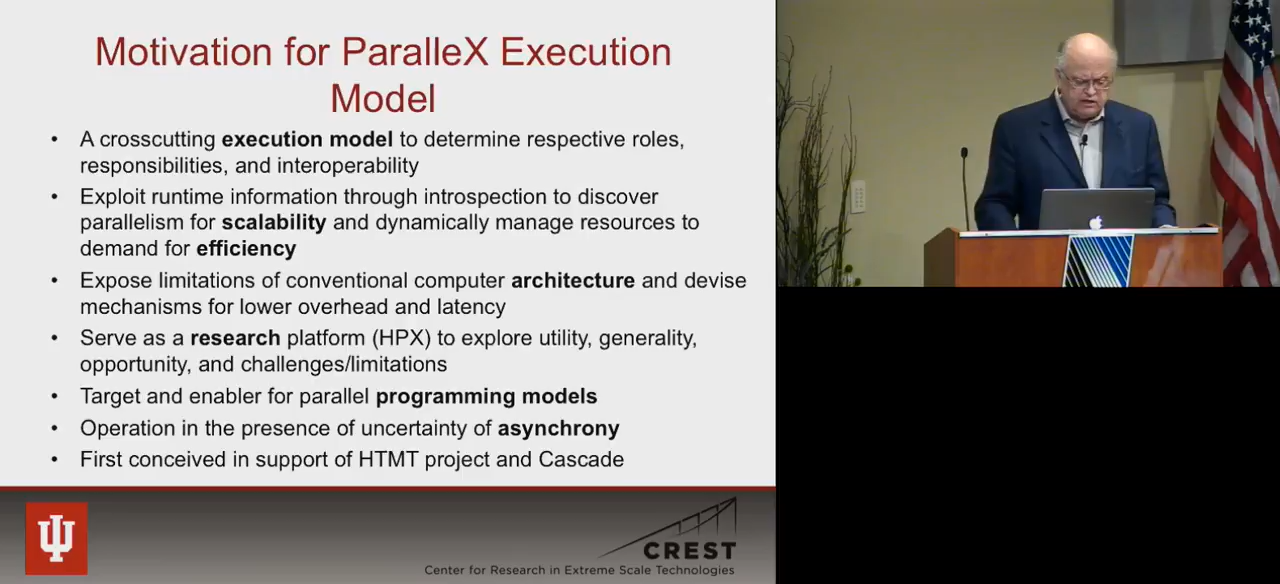 Motivation for ParalleX Execution
Model
• A crosscutting execution model to determine respective roles,
responsibilities, and interoperability
• Exploit runtime information through introspection to discover
parallelism for scalability and dynamically manage resources to
demand for efficiency
• Expose limitations of conventional computer architecture and devise
mechanisms for lower overhead and latency
• Serve as a research platform (HPX) to explore utility, generality,
opportunity, and challenges/limitations
• Target and enabler for parallel programming models
• Operation in the presence of uncertainty of asynchrony
• First conceived in support of HTMT project and Cascade
CREST
Center for Research in Extreme Scale Technologies